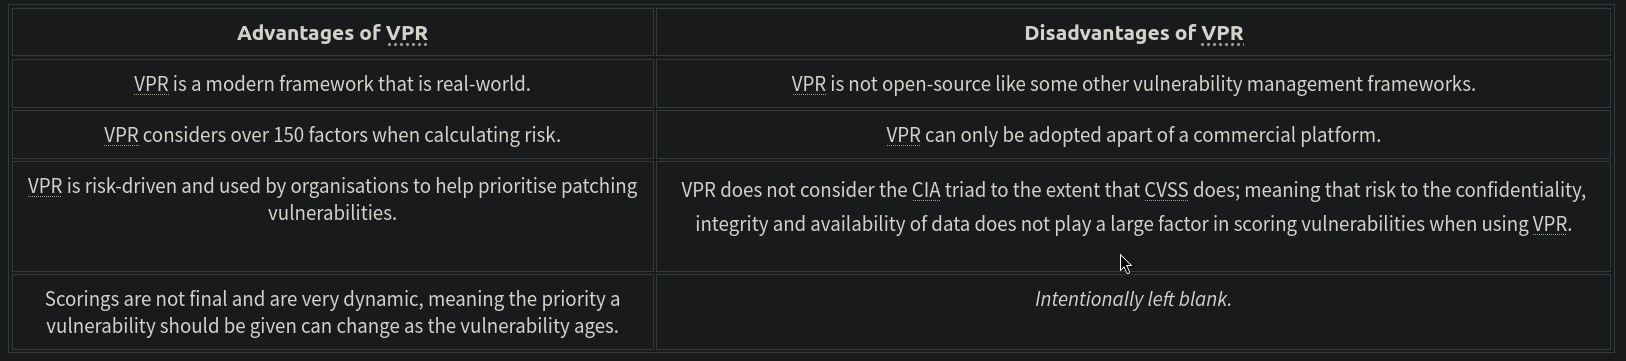 Advantages of VPR
Disadvantages of VPR
VPR is a modern framework that is real-world.
VPR is not open-source like some other vulnerability management frameworks.
VPR considers over 150 factors when calculating risk.
VPR can only be adopted apart of a commercial platform.
VPR is risk-driven and used by organisations to help prioritise patching
vulnerabilities.
VPR does not consider the CIA triad to the extent that CVSS does; meaning that risk to the confidentiality,
integrity and availability of data does not play a large factor in scoring vulnerabilities when using VPR.
Scorings are not final and are very dynamic, meaning the priority a
vulnerability should be given can change as the vulnerability ages.
Intentionally left blank.